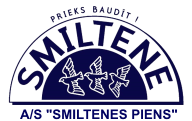 PRIEKS BAUDĪT !
SMILTENE
A/S "SMILTENES PIENS"